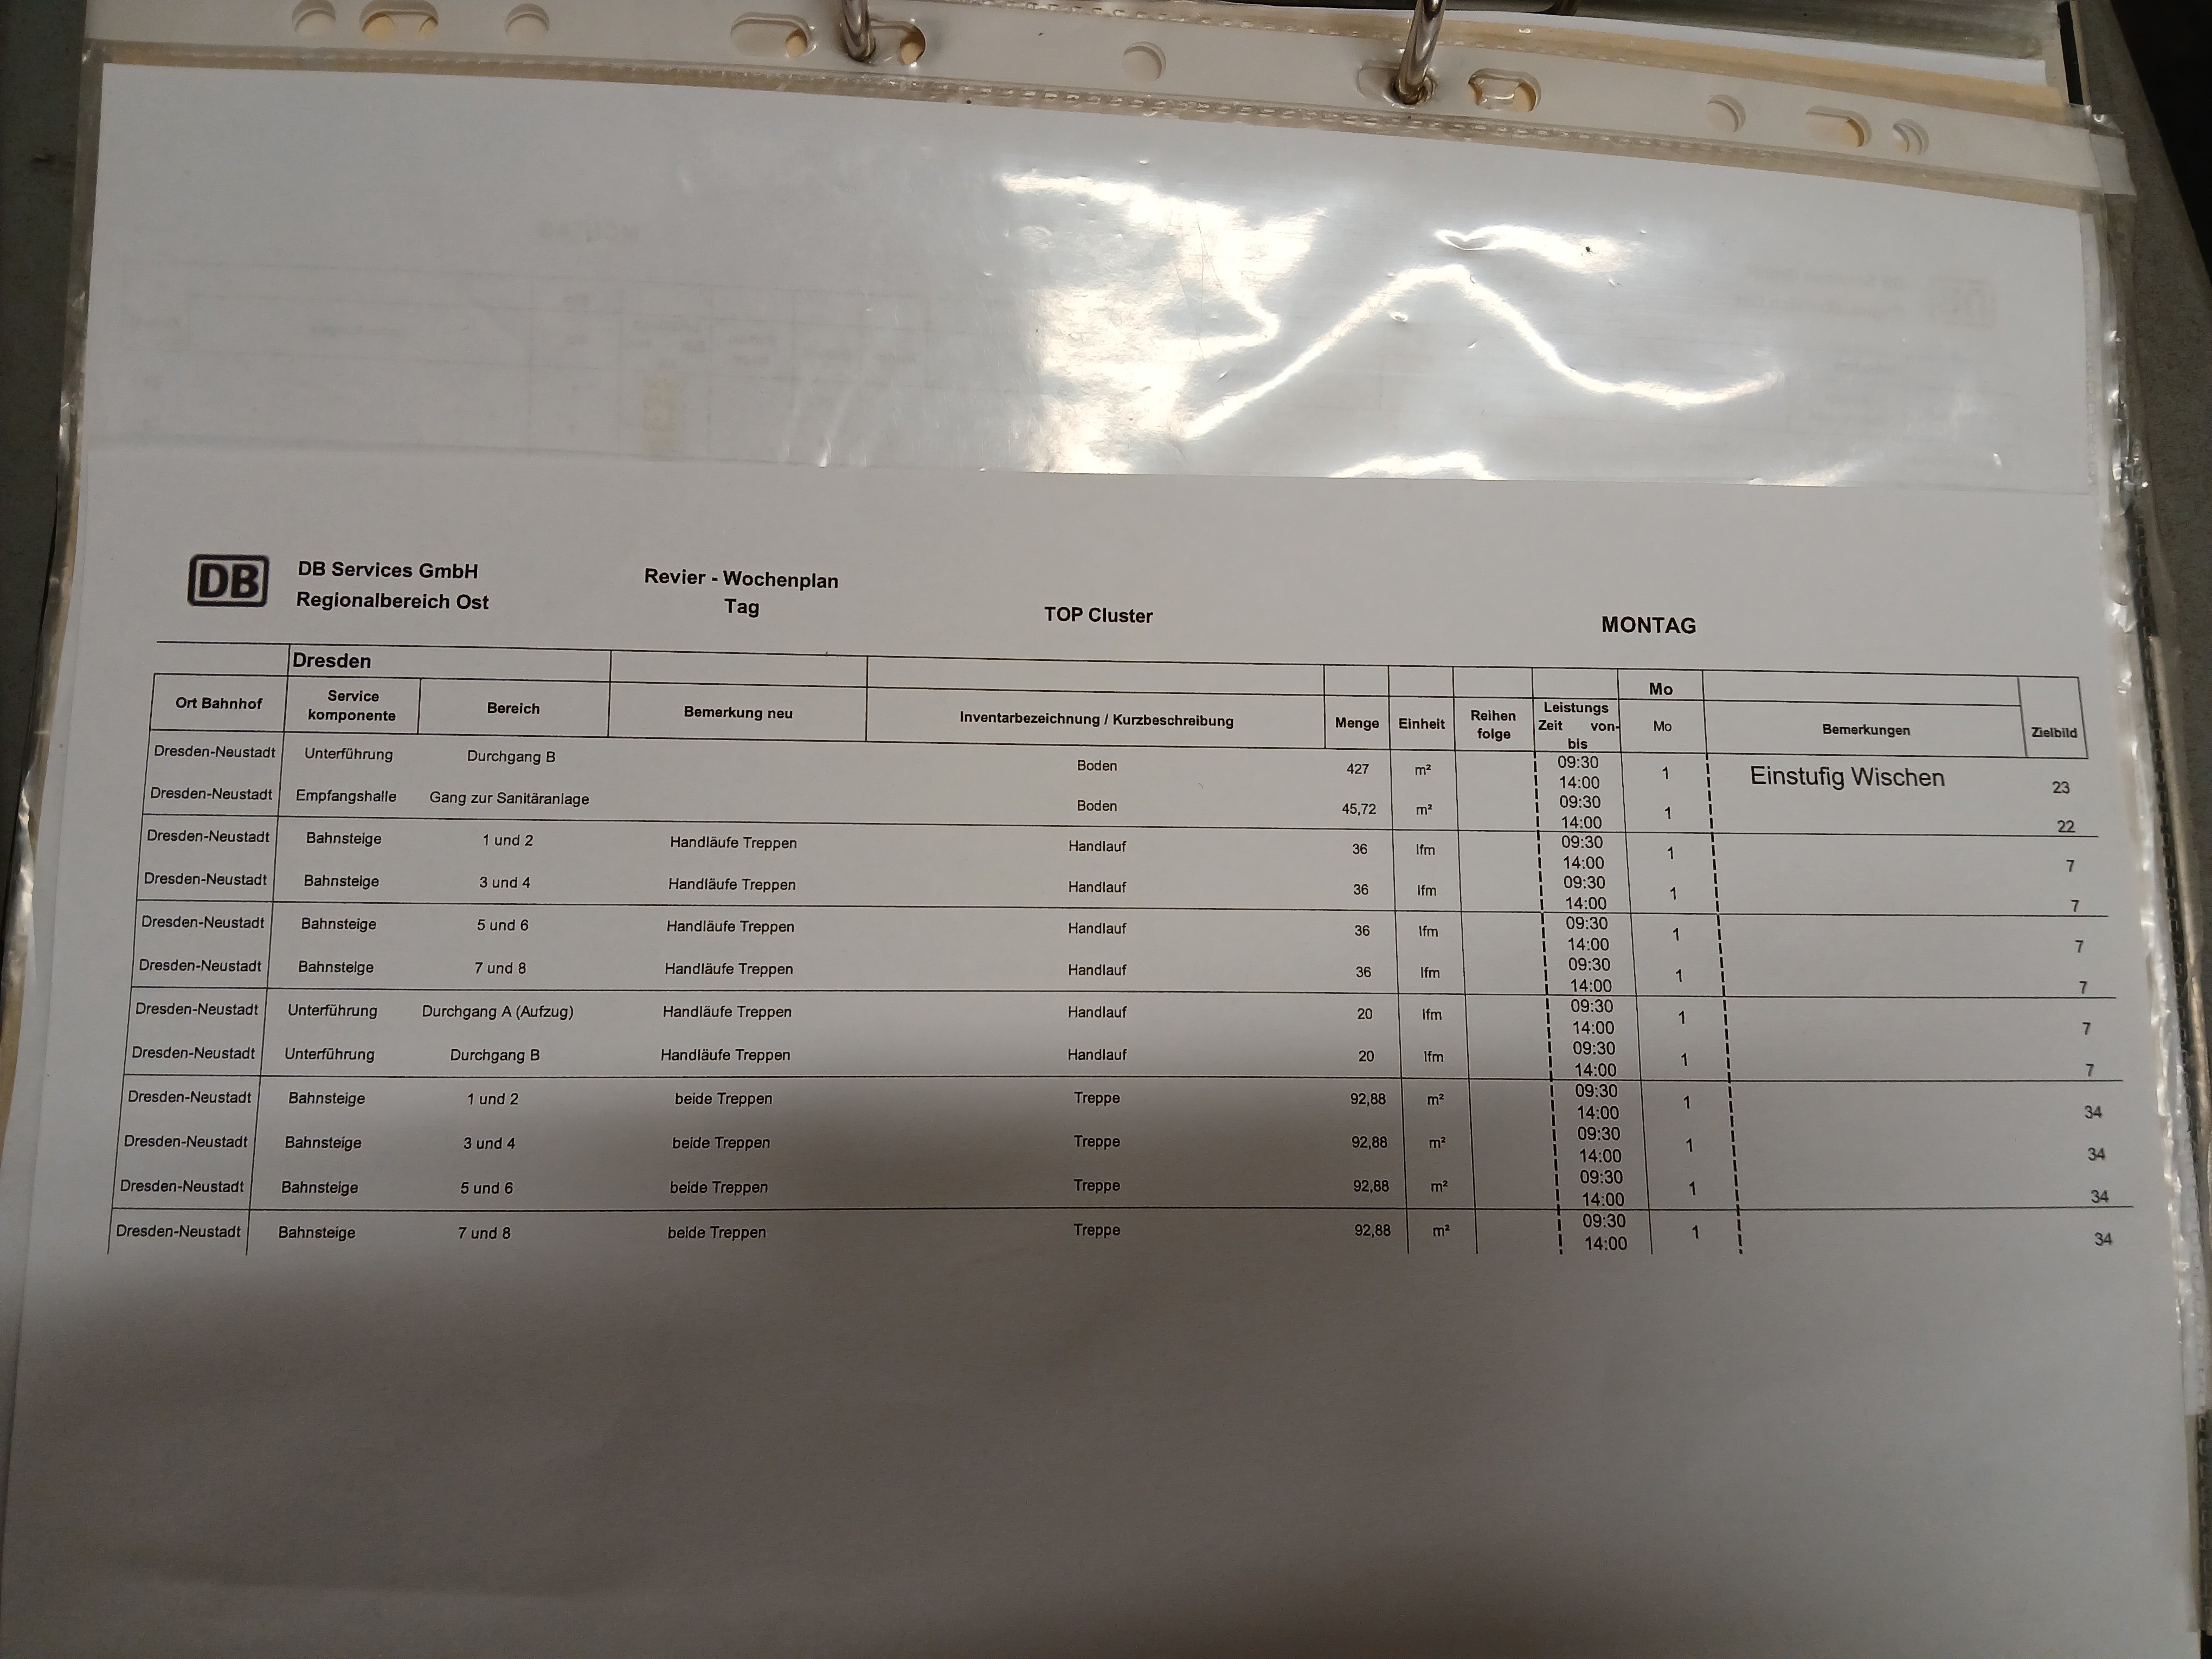 DB
DB Services GmbH
Regionalbereich Ost
Revier - Wochenplan
Tag
TOP Cluster
MONTAG
Dresden
Mo
Ort Bahnhof Service komponente Bereich Bemerkung neu Inventarbezeichnung / Kurzbeschreibung Menge Einheit Reihen folge Leistungs Zeit von- bis Mo Bemerkungen Zielbild
Dresden-Neustadt Unterführung Durchgang B Boden 427 m² 09:30 14:00 1 Einstufig Wischen 23
Dresden-Neustadt Empfangshalle Gang zur Sanitäranlage Boden 45,72 m² 09:30 14:00 1 22
Dresden-Neustadt Bahnsteige 1 und 2 Handläufe Treppen Handlauf 36 lfm 09:30 14:00 1 7
Dresden-Neustadt Bahnsteige 3 und 4 Handläufe Treppen Handlauf 36 lfm 09:30 14:00 1 7
Dresden-Neustadt Bahnsteige 5 und 6 Handläufe Treppen Handlauf 36 lfm 09:30 14:00 1 7
Dresden-Neustadt Bahnsteige 7 und 8 Handläufe Treppen Handlauf 36 lfm 09:30 14:00 1 7
Dresden-Neustadt Unterführung Durchgang A (Aufzug) Handläufe Treppen Handlauf 20 lfm 09:30 14:00 1 7
Dresden-Neustadt Unterführung Durchgang B Handläufe Treppen Handlauf 20 lfm 09:30 14:00 1 7
Dresden-Neustadt Bahnsteige 1 und 2 beide Treppen Treppe 92,88 m² 09:30 14:00 1 34
Dresden-Neustadt Bahnsteige 3 und 4 beide Treppen Treppe 92,88 m² 09:30 14:00 1 34
Dresden-Neustadt Bahnsteige 5 und 6 beide Treppen Treppe 92,88 m² 09:30 14:00 1 34
Dresden-Neustadt Bahnsteige 7 und 8 beide Treppen Treppe 92,88 m² 09:30 14:00 1 34